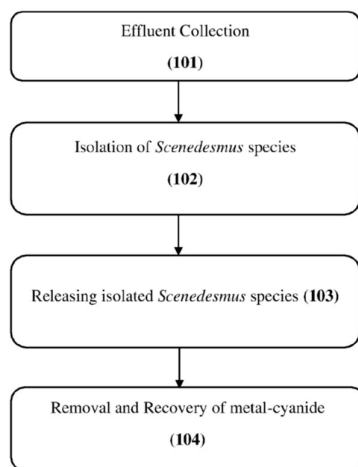 Effluent Collection
(101)
Isolation of Scenedesmus species
(102)
Releasing isolated Scenedesmus species (103)
Removal and Recovery of metal-cyanide
(104)